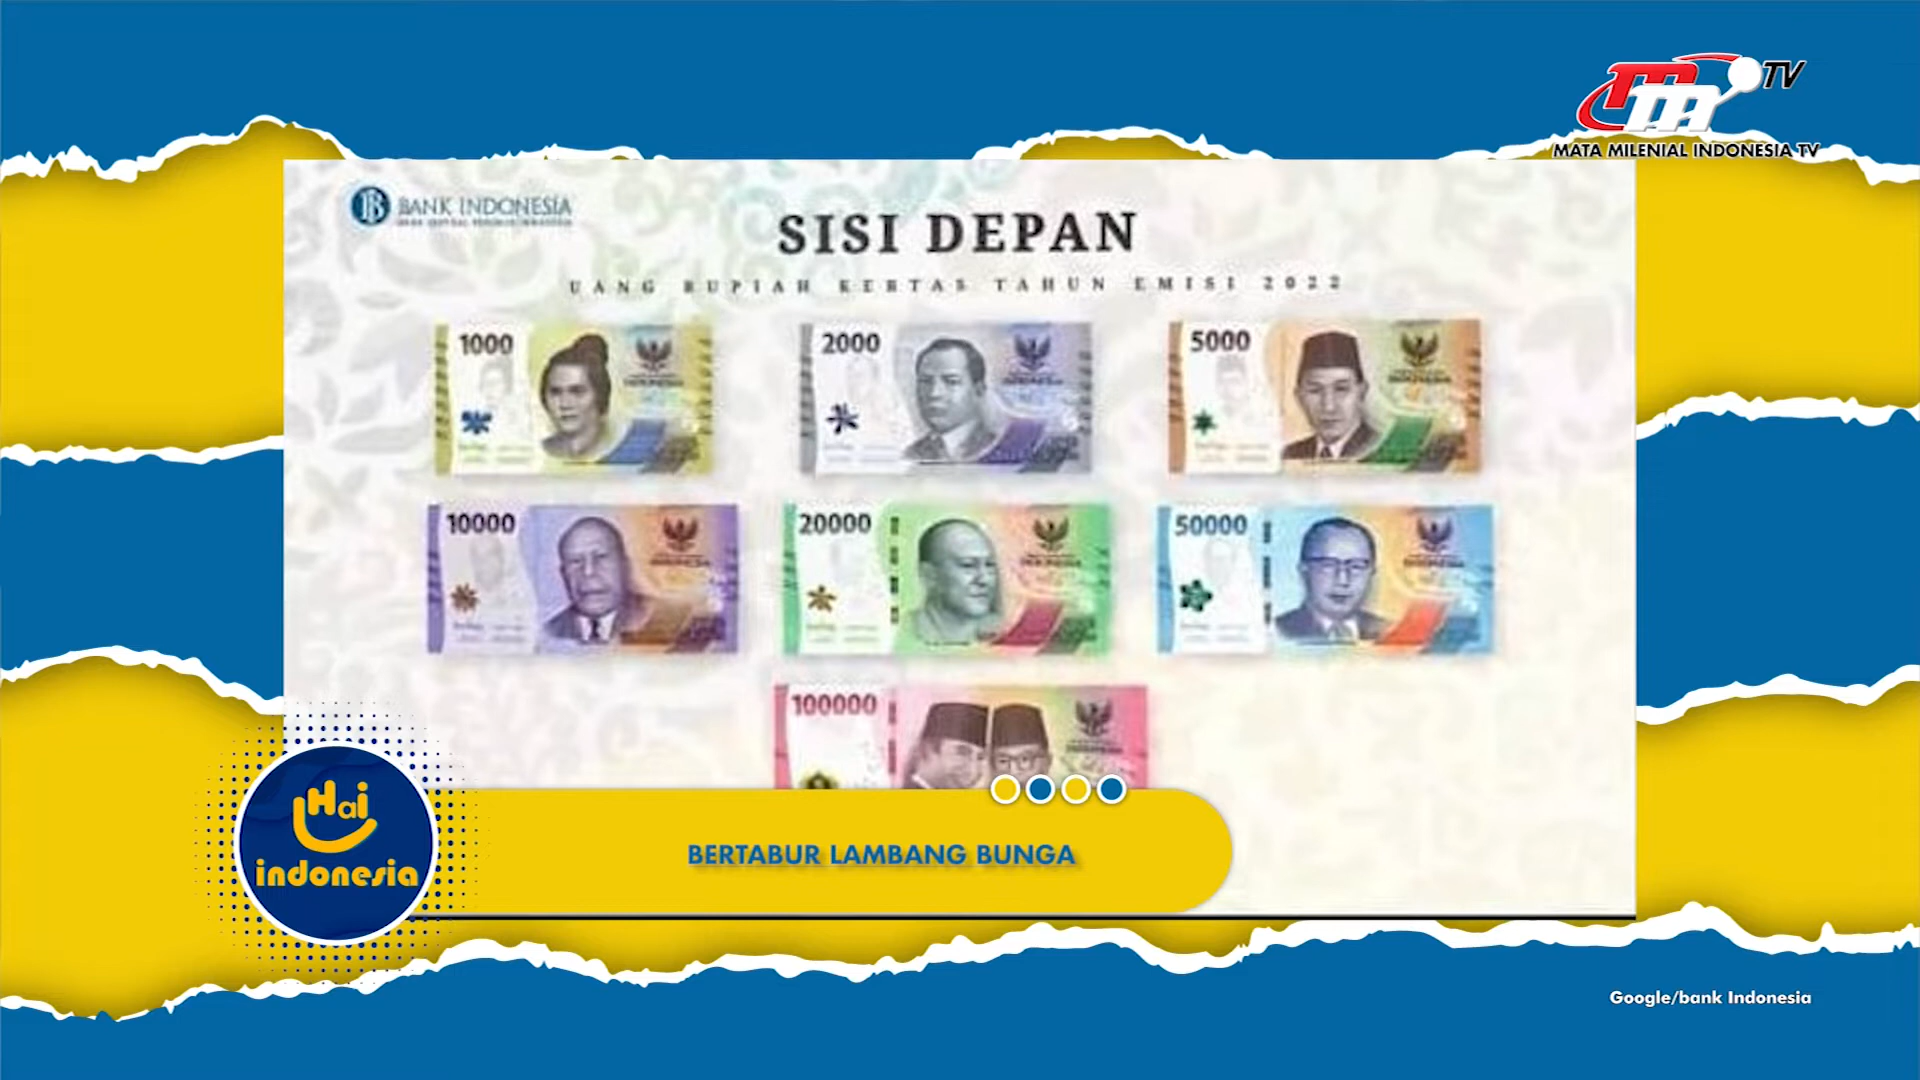 TV
MATA MILENIAL INDONESIA TV
BANK INDONESIA
SISI DEPAN
UANG RUPIAH KERTAS TAHUN EMISI 2022
1000
2000
5000
10000
20000
50000
100000
Hai
indonesia
BERTABUR LAMBANG BUNGA
Google/bank Indonesia